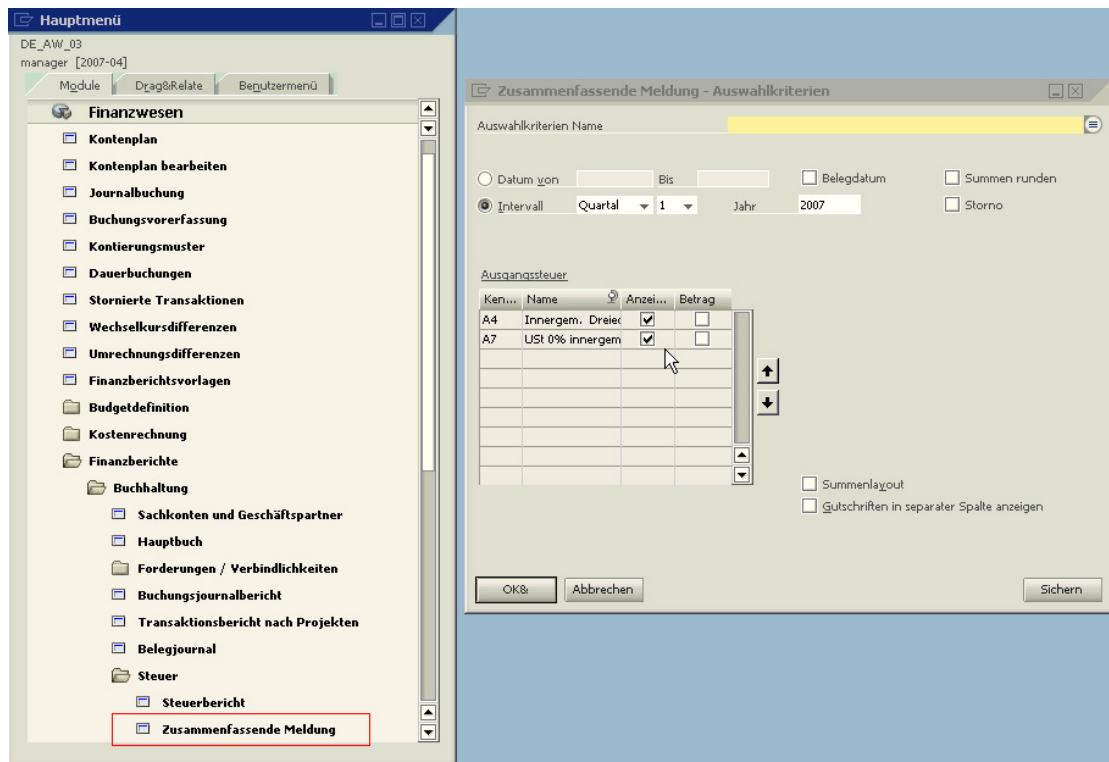 Hauptmenü
DE_AW_03
manager [2007-04]
Module Drag&Relate Benutzermenü
Finanzwesen
Kontenplan
Kontenplan bearbeiten
Journalbuchung
Buchungsvorerfassung
Kontierungsmuster
Dauerbuchungen
Stornierte Transaktionen
Wechselkursdifferenzen
Umrechnungsdifferenzen
Finanzberichtsvorlagen
Budgetdefinition
Kostenrechnung
Finanzberichte
Buchhaltung
Sachkonten und Geschäftspartner
Hauptbuch
Forderungen / Verbindlichkeiten
Buchungsjournalbericht
Transaktionsbericht nach Projekten
Belegjournal
Steuer
Steuerbericht
Zusammenfassende Meldung
Zusammenfassende Meldung - Auswahlkriterien
Auswahlkriterien Name
Datum von Bis Belegdatum Summen runden
Intervall Quartal 1 Jahr 2007 Storno
Ausgangssteuer
Ken... Name Anzei... Betrag
A4 Innergem. Dreiec
A7 USt 0% innergem
Summenlayout
Gutschriften in separater Spalte anzeigen
OK& Abbrechen Sichern